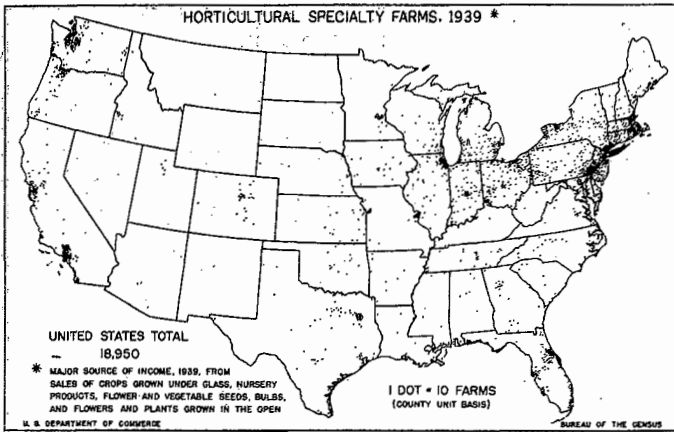 HORTICULTURAL SPECIALTY FARMS, 1939 *
UNITED STATES TOTAL
18,950
* MAJOR SOURCE OF INCOME, 1939, FROM
SALES OF CROPS GROWN UNDER GLASS, NURSERY
PRODUCTS, FLOWER AND VEGETABLE SEEDS, BULBS,
AND FLOWERS AND PLANTS GROWN IN THE OPEN
1 DOT = 10 FARMS
(COUNTY UNIT BASIS)
U. S. DEPARTMENT OF COMMERCE
BUREAU OF THE CENSUS